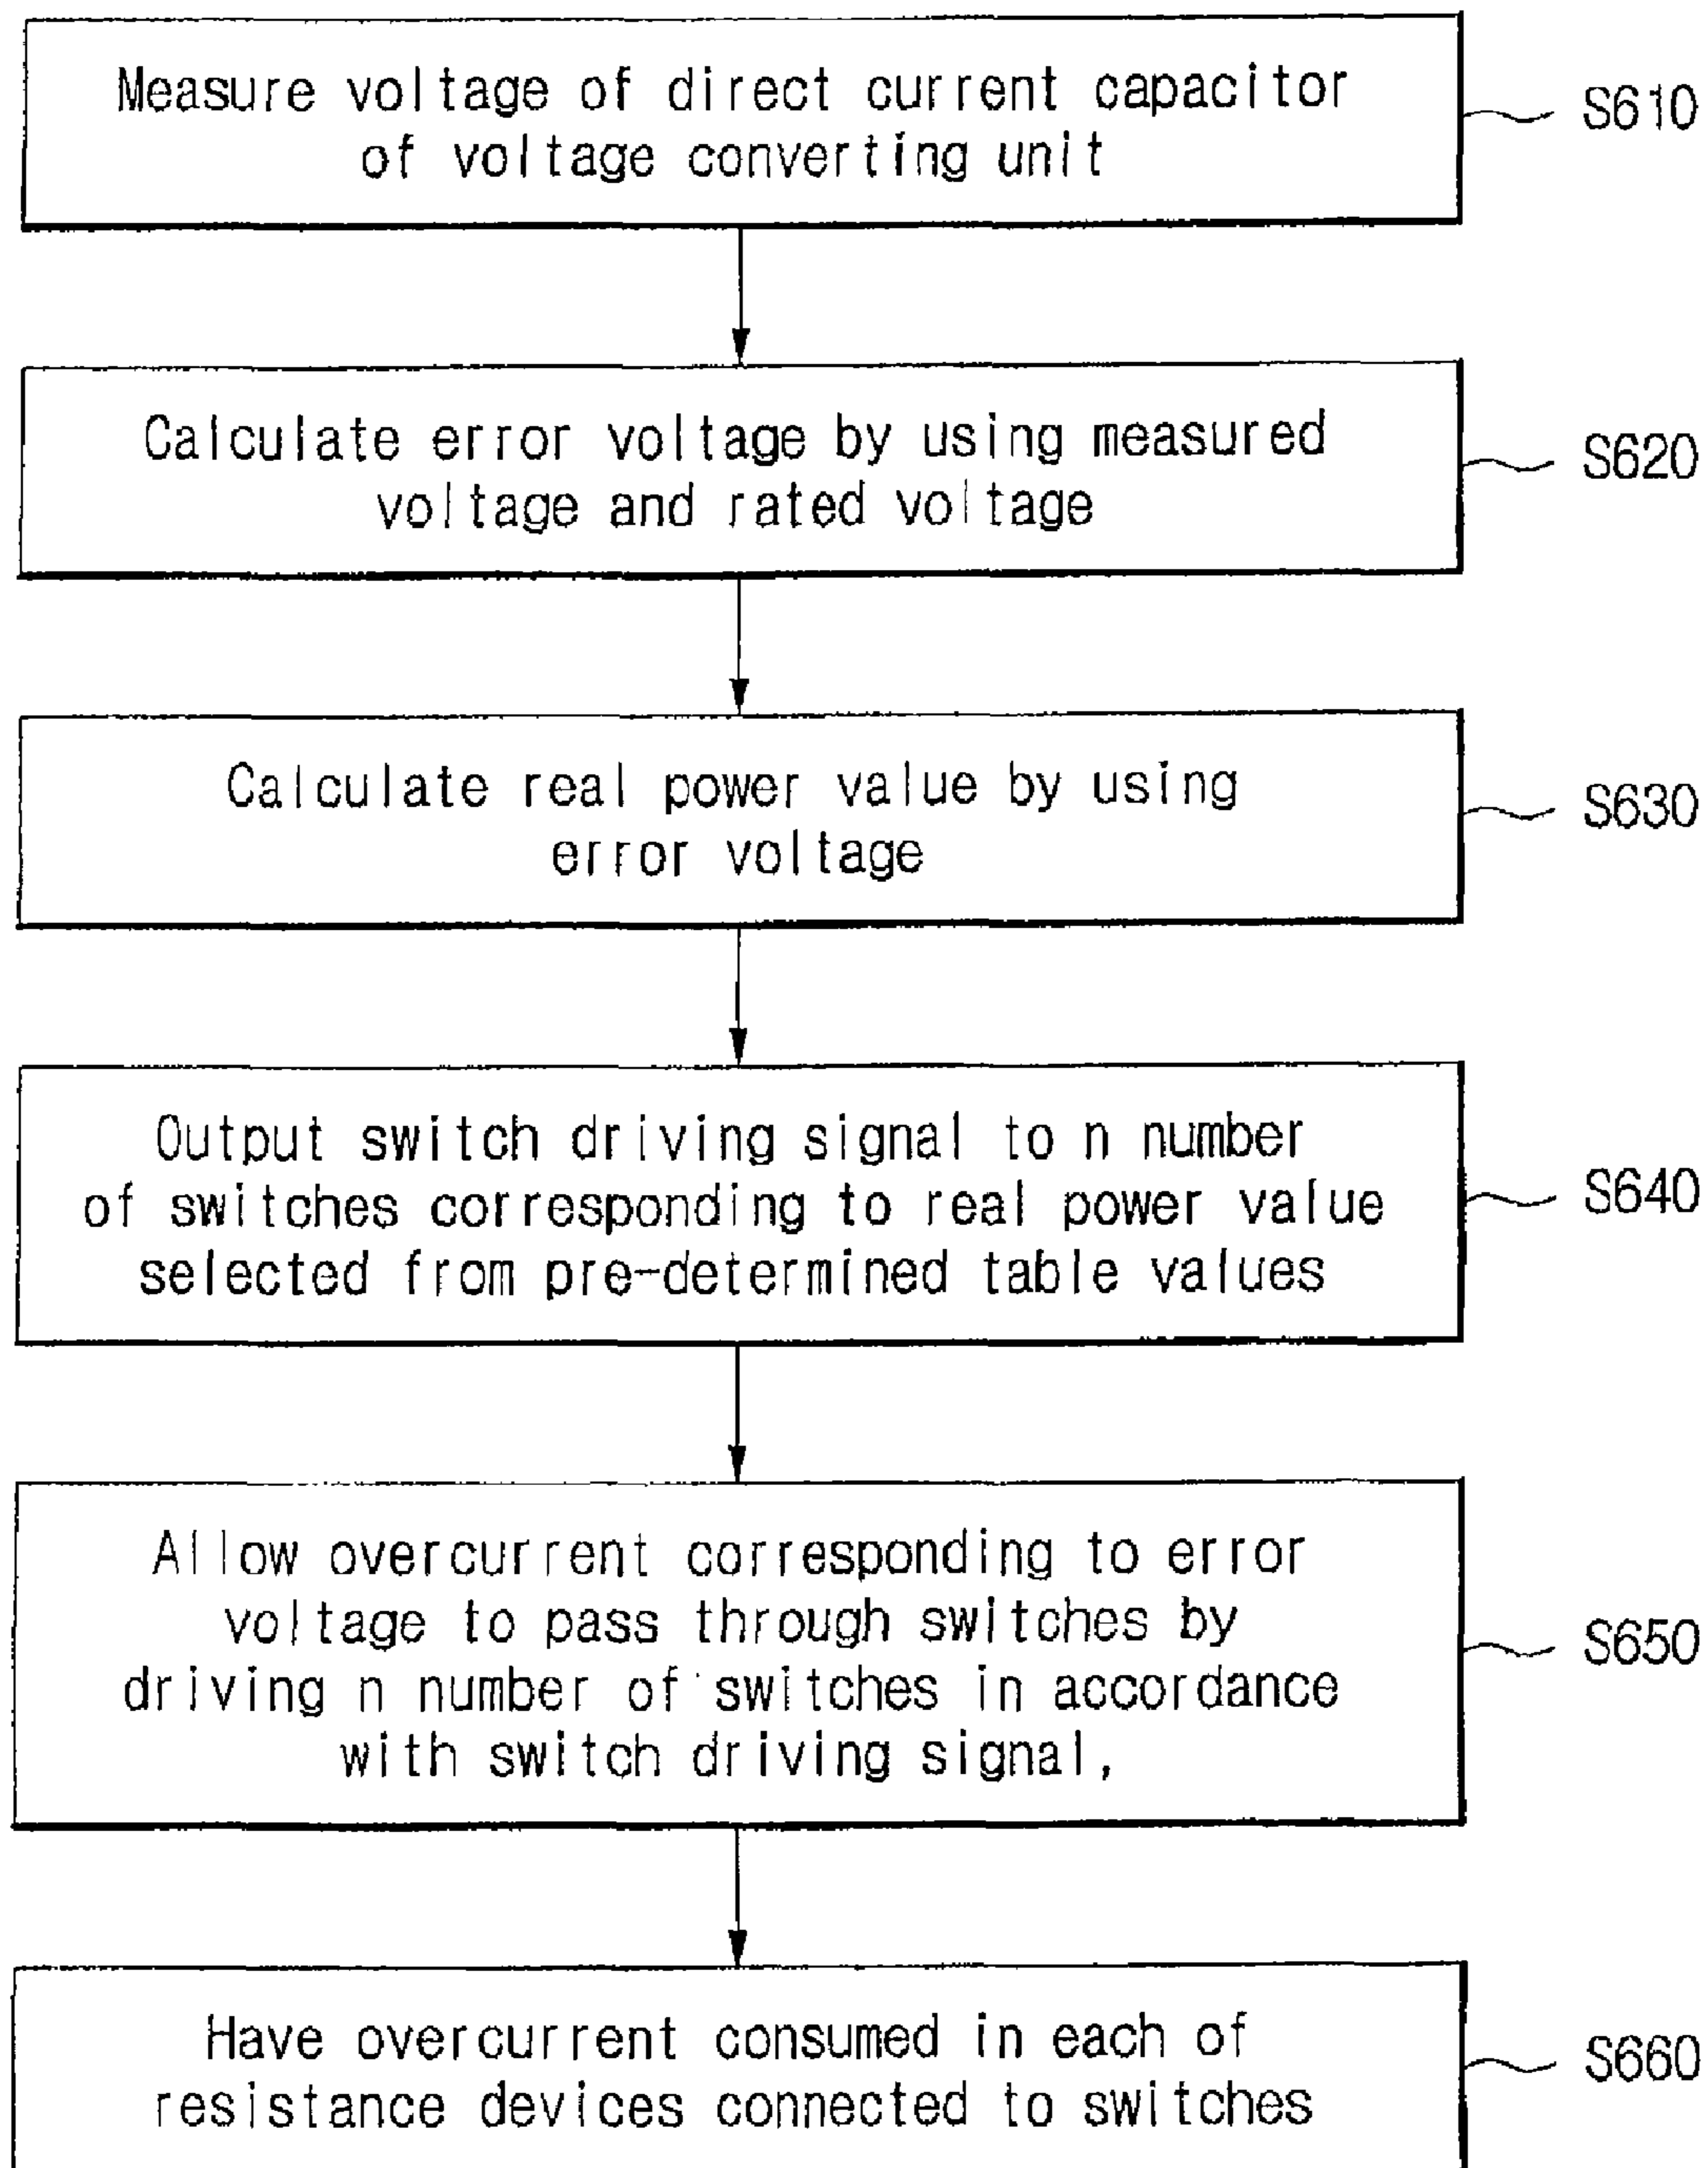 Measure voltage of direct current capacitor
of voltage converting unit
S610
Calculate error voltage by using measured
voltage and rated voltage
S620
Calculate real power value by using
error voltage
S630
Output switch driving signal to n number
of switches corresponding to real power value
selected from pre-determined table values
S640
Allow overcurrent corresponding to error
voltage to pass through switches by
driving n number of switches in accordance
with switch driving signal,
S650
Have overcurrent consumed in each of
resistance devices connected to switches
S660